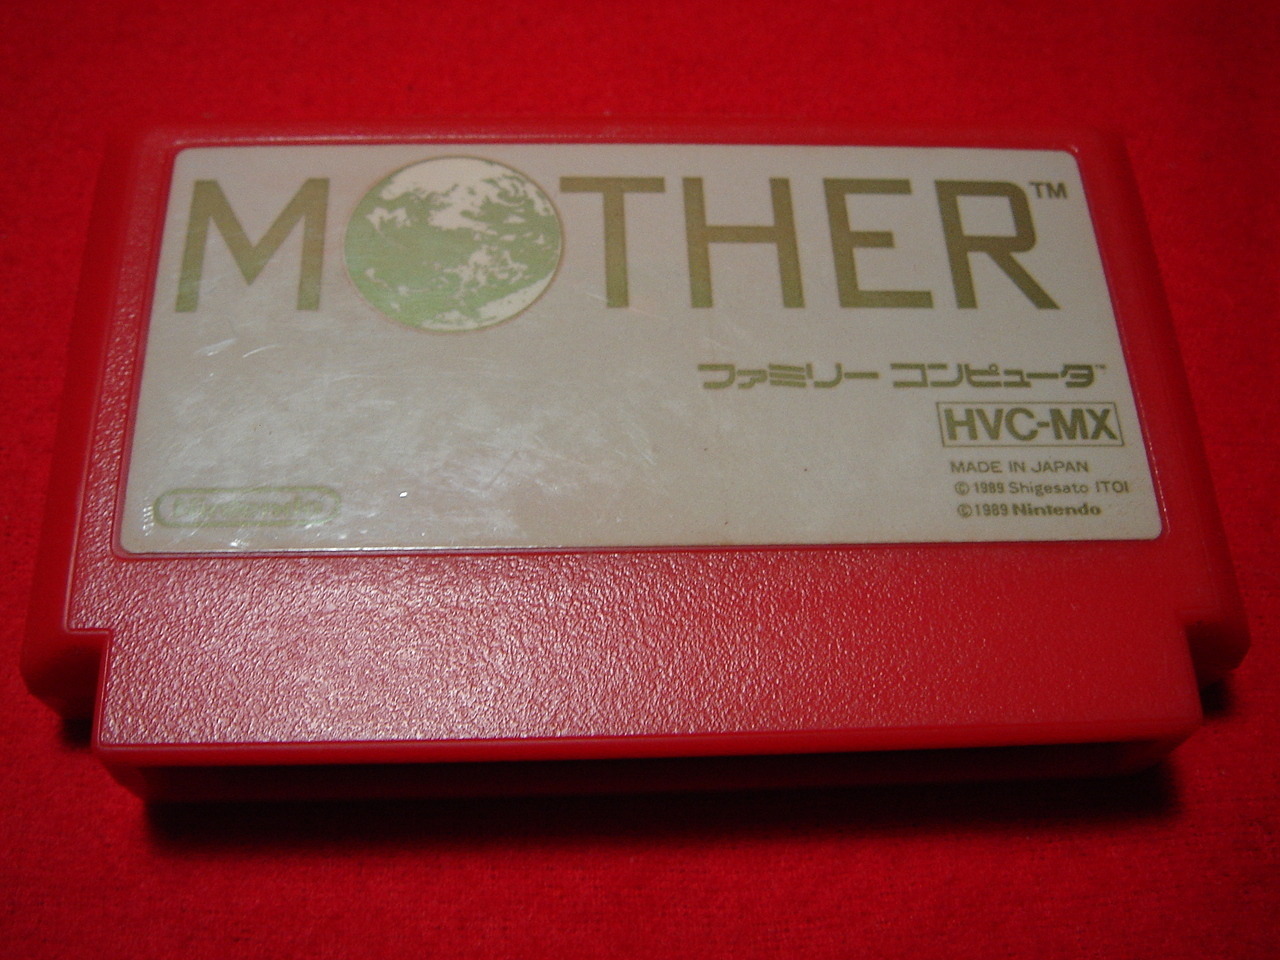 MOTHER™
ファミリー コンピュータ™
HVC-MX
MADE IN JAPAN
© 1989 Shigesato ITOI
© 1989 Nintendo
Nintendo